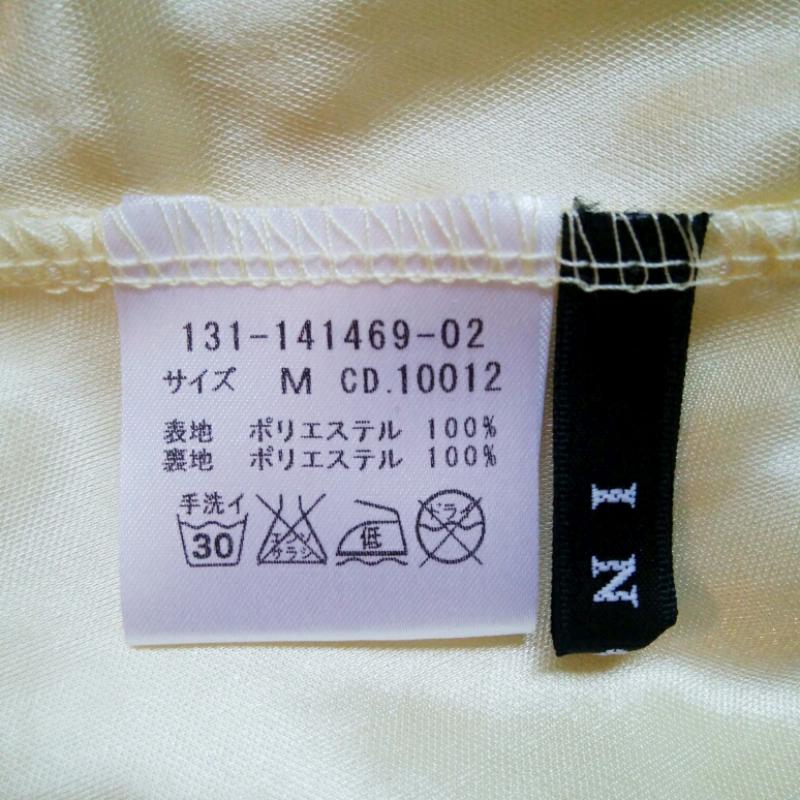 131-141469-02
サイズ M CD.10012
表地 ポリエステル 100%
裏地 ポリエステル 100%
手洗イ
30
エンソ
サラシ
低
ドライ
IN